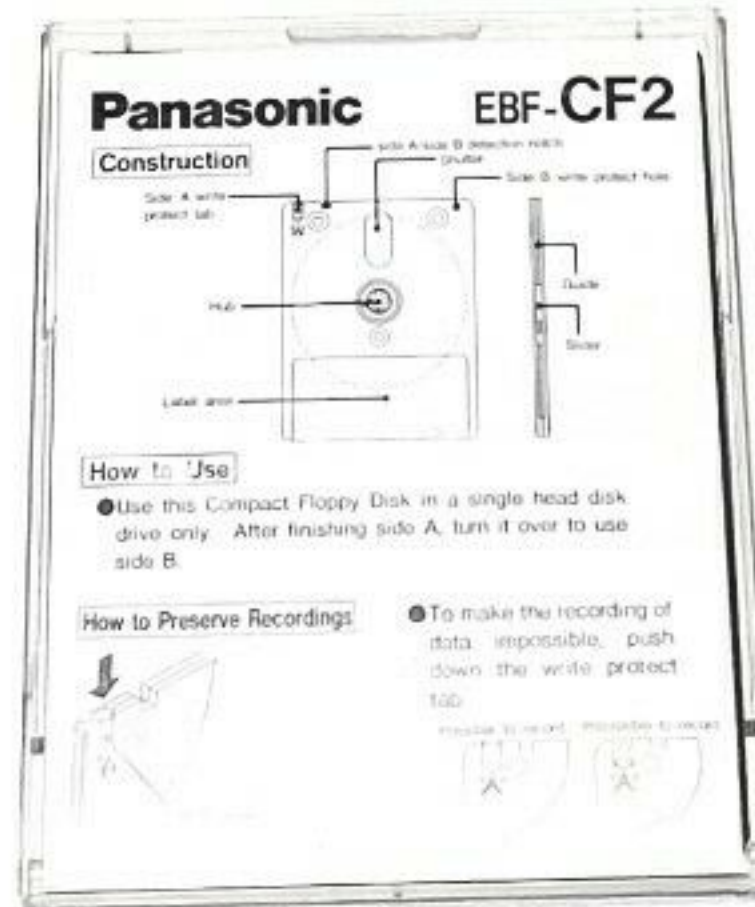 Panasonic EBF-CF2
Construction
side A/side B detection notch
Shutter
Side A write
protect tab
Side B write protect hole
Hub
Guide
Slider
Label area
How to Use
●Use this Compact Floppy Disk in a single head disk
drive only. After finishing side A, turn it over to use
side B.
How to Preserve Recordings
●To make the recording of
data impossible, push
down the write protect
tab.
Possible to record Impossible to record
"A" "A"